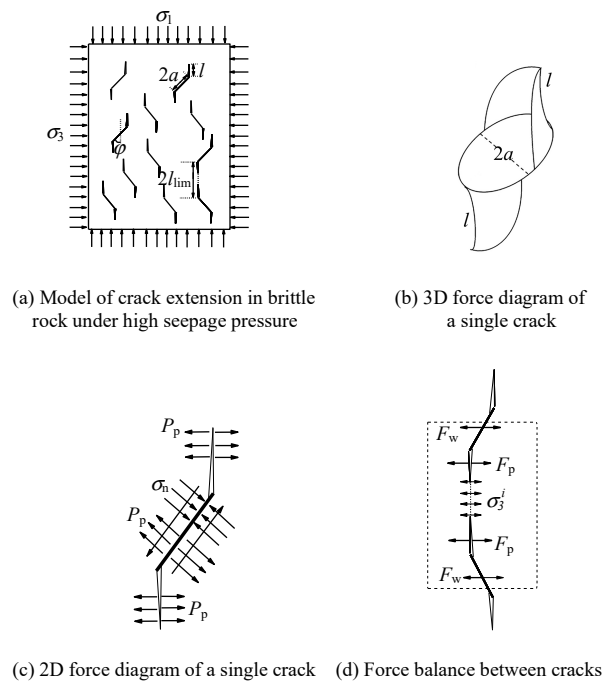 σ1
2a
l
σ3
φ
2llim
l
2a
l
(a) Model of crack extension in brittle
rock under high seepage pressure
(b) 3D force diagram of
a single crack
Pp
σn
Pp
Pp
Fw
Fp
σ3^i
Fp
Fw
(c) 2D force diagram of a single crack
(d) Force balance between cracks